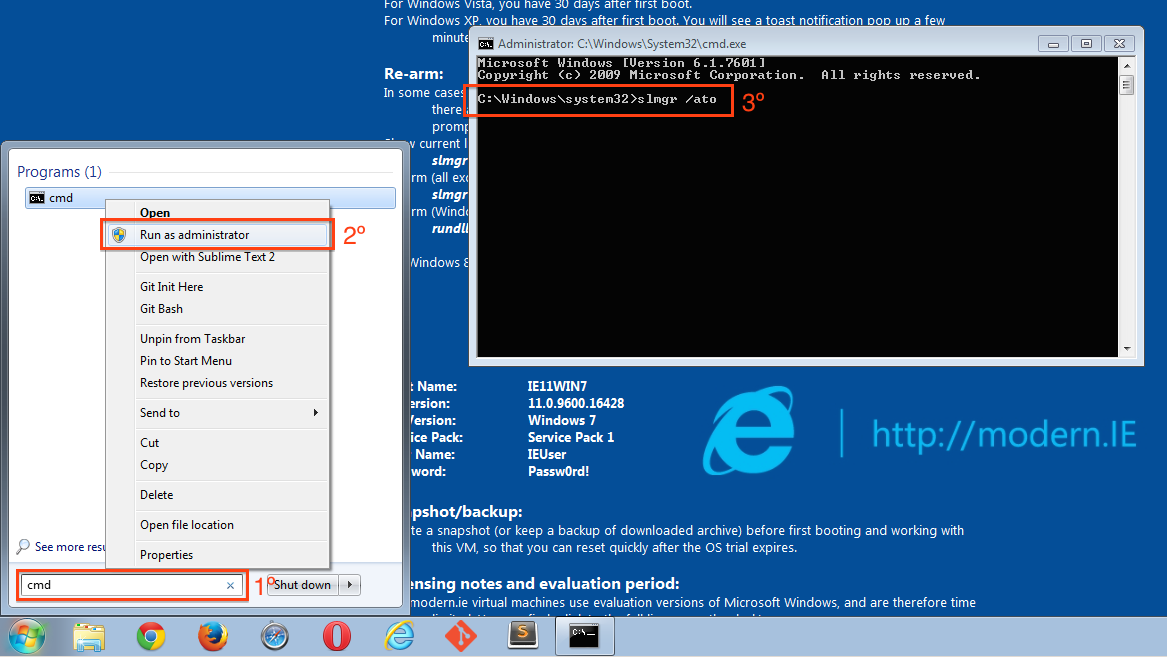 For Windows Vista, you have 30 days after first boot.
For Windows XP, you have 30 days after first boot. You will see a toast notification pop up a few
minute
Re-arm:
In some cases
there a
promp
w current l
slmgr
rm (all exc
slmgr
rm (Windo
rundll
Windows 8
Administrator: C:\Windows\System32\cmd.exe
Microsoft Windows [Version 6.1.7601]
Copyright (c) 2009 Microsoft Corporation.  All rights reserved.
C:\Windows\system32>slmgr /ato
3º
Programs (1)
cmd
Open
Run as administrator
2º
Open with Sublime Text 2
Git Init Here
Git Bash
Unpin from Taskbar
Pin to Start Menu
Restore previous versions
Send to
Cut
Copy
Delete
Open file location
Properties
See more resu
cmd
1º
Shut down
t Name: IE11WIN7
ersion: 11.0.9600.16428
Version: Windows 7
ice Pack: Service Pack 1
Name: IEUser
word: Passw0rd!
http://modern.IE
pshot/backup:
te a snapshot (or keep a backup of downloaded archive) before first booting and working with
this VM, so that you can reset quickly after the OS trial expires.
ensing notes and evaluation period:
modern.ie virtual machines use evaluation versions of Microsoft Windows, and are therefore time